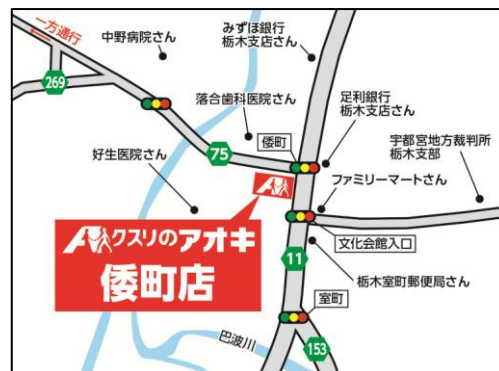 一方通行
中野病院さん
みずほ銀行
栃木支店さん
269
落合歯科医院さん
足利銀行
栃木支店さん
倭町
75
好生医院さん
宇都宮地方裁判所
栃木支部
ファミリーマートさん
クスリのアオキ
倭町店
文化会館入口
11
栃木室町郵便局さん
室町
巴波川
153